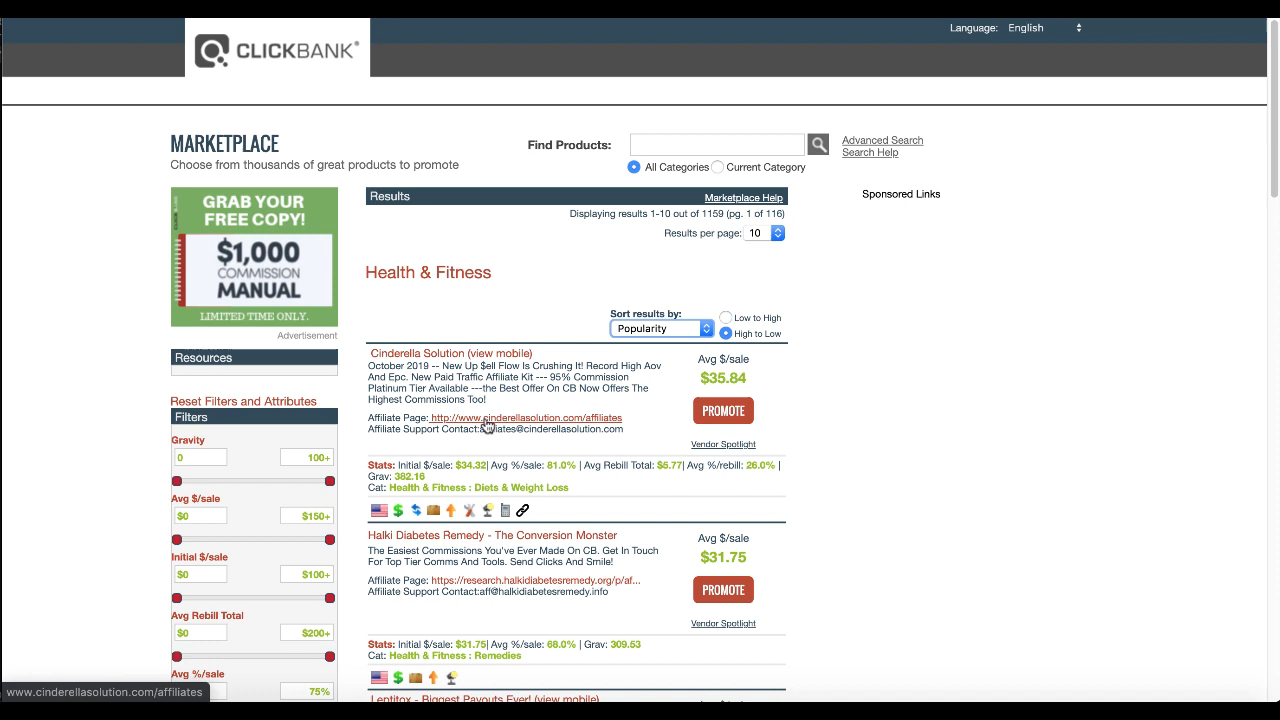 Language: English
CLICKBANK®
MARKETPLACE
Choose from thousands of great products to promote
Find Products:
All Categories Current Category
Advanced Search
Search Help
GRAB YOUR
FREE COPY!
$1,000
COMMISSION
MANUAL
LIMITED TIME ONLY.
Advertisement
Resources
Reset Filters and Attributes
Filters
Gravity
0 100+
Avg $/sale
$0 $150+
Initial $/sale
$0 $100+
Avg Rebill Total
$0 $200+
Avg %/sale
75%
Results Marketplace Help
Displaying results 1-10 out of 1159 (pg. 1 of 116)
Results per page: 10
Health & Fitness
Sort results by:
Popularity
Low to High
High to Low
Cinderella Solution (view mobile)
October 2019 -- New Up $ell Flow Is Crushing It! Record High Aov
And Epc. New Paid Traffic Affiliate Kit --- 95% Commission
Platinum Tier Available ---the Best Offer On CB Now Offers The
Highest Commissions Too!
Affiliate Page: http://www.cinderellasolution.com/affiliates
Affiliate Support Contact:affiliates@cinderellasolution.com
Avg $/sale
$35.84
PROMOTE
Vendor Spotlight
Stats: Initial $/sale: $34.32| Avg %/sale: 81.0% | Avg Rebill Total: $5.77| Avg %/rebill: 26.0% |
Grav: 382.16
Cat: Health & Fitness : Diets & Weight Loss
Halki Diabetes Remedy - The Conversion Monster
The Easiest Commissions You've Ever Made On CB. Get In Touch
For Top Tier Comms And Tools. Send Clicks And Smile!
Affiliate Page: https://research.halkidiabetesremedy.org/p/af...
Affiliate Support Contact:aff@halkidiabetesremedy.info
Avg $/sale
$31.75
PROMOTE
Vendor Spotlight
Stats: Initial $/sale: $31.75| Avg %/sale: 68.0% | Grav: 309.53
Cat: Health & Fitness : Remedies
Leptitox - Biggest Payouts Ever! (view mobile)
Sponsored Links
www.cinderellasolution.com/affiliates